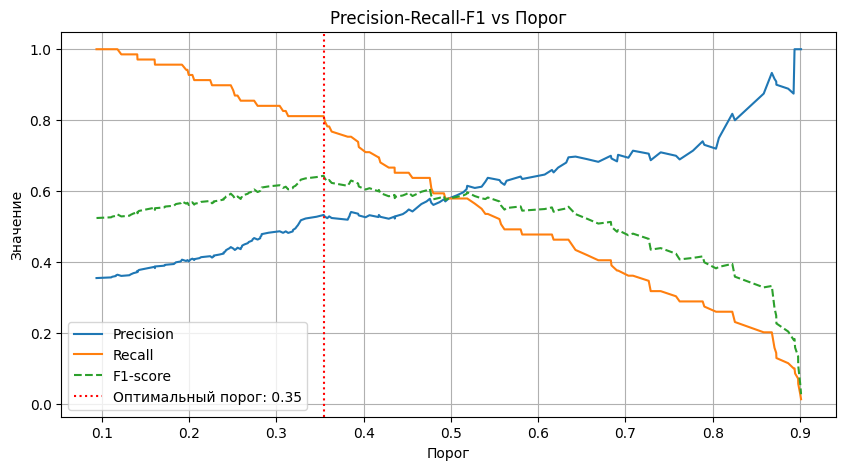 Precision-Recall-F1 vs Порог
Значение
1.0
0.8
0.6
0.4
0.2
0.0
Precision
Recall
F1-score
Оптимальный порог: 0.35
0.1 0.2 0.3 0.4 0.5 0.6 0.7 0.8 0.9
Порог